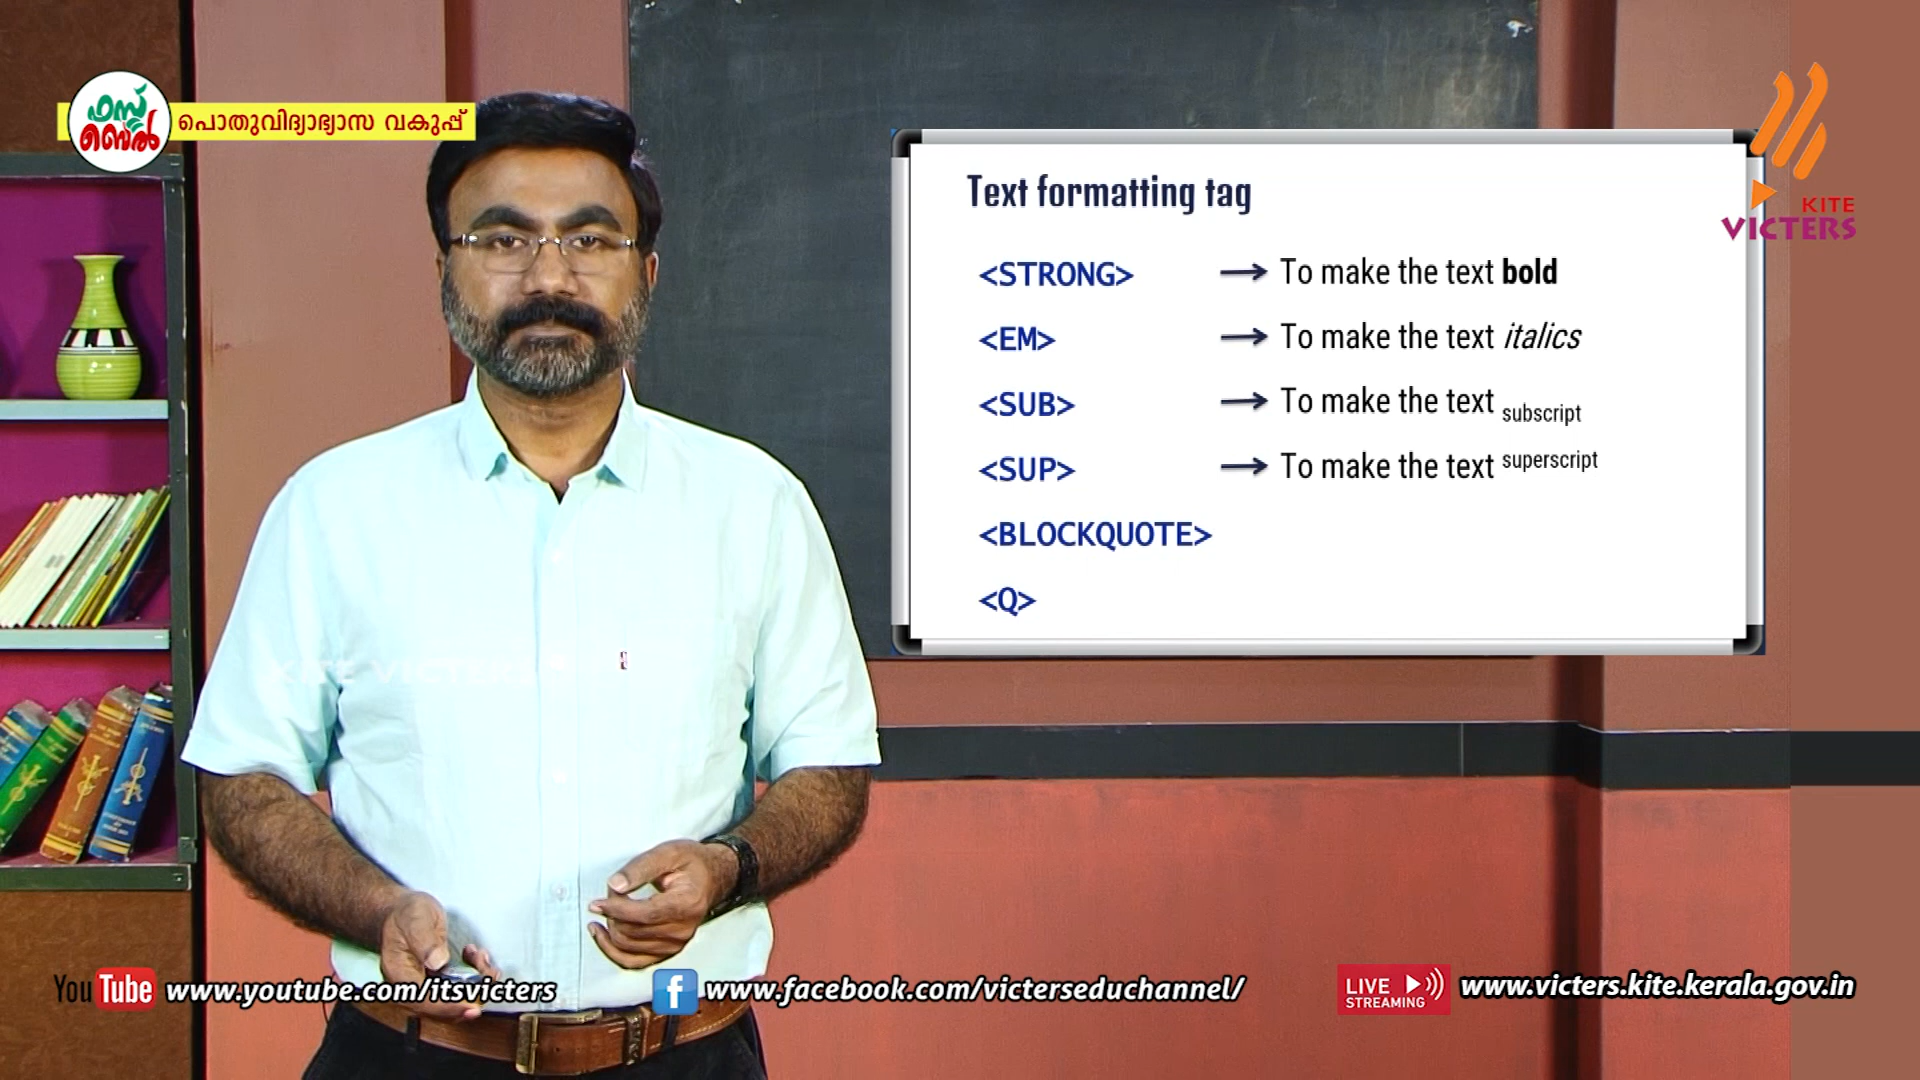 ഫസ്റ്റ്
ബെൽ
പൊതുവിദ്യാഭ്യാസ വകുപ്പ്
KITE
VICTERS
Text formatting tag
<STRONG> → To make the text bold
<EM> → To make the text italics
<SUB> → To make the text subscript
<SUP> → To make the text superscript
<BLOCKQUOTE>
<Q>
KITE VICTERS
YouTube www.youtube.com/itsvicters
f www.facebook.com/victerseduchannel/
LIVE STREAMING www.victers.kite.kerala.gov.in